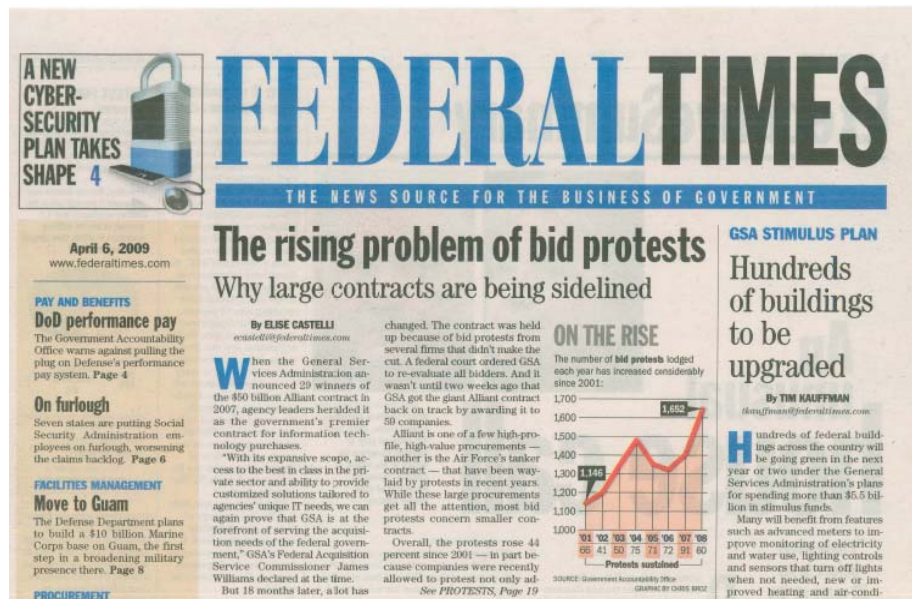 A NEW
CYBER-
SECURITY
PLAN TAKES
SHAPE 4
FEDERALTIMES
THE NEWS SOURCE FOR THE BUSINESS OF GOVERNMENT
April 6, 2009
www.federaltimes.com
PAY AND BENEFITS
DoD performance pay
The Government Accountability
Office warns against pulling the
plug on Defense's performance
pay system. Page 4
On furlough
Seven states are putting Social
Security Administration em-
ployees on furlough, worsening
the claims backlog. Page 6
FACILITIES MANAGEMENT
Move to Guam
The Defense Department plans
to build a $10 billion Marine
Corps base on Guam, the first
step in a broadening military
presence there. Page 8
PROCUREMENT
The rising problem of bid protests
Why large contracts are being sidelined
By ELISE CASTELLI
ecastelli@federaltimes.com
When the General Ser-
vices Administration an-
nounced 29 winners of
the $50 billion Alliant contract in
2007, agency leaders heralded it
as the government's premier
contract for information tech-
nology purchases.
"With its expansive scope, ac-
cess to the best in class in the pri-
vate sector and ability to provide
customized solutions tailored to
agencies' unique IT needs, we can
again prove that GSA is at the
forefront of serving the acquisi-
tion needs of the federal govern-
ment," GSA's Federal Acquisition
Service Commissioner James
Williams declared at the time.
But 18 months later, a lot has
changed. The contract was held
up because of bid protests from
several firms that didn't make the
cut. A federal court ordered GSA
to re-evaluate all bidders. And it
wasn't until two weeks ago that
GSA got the giant Alliant contract
back on track by awarding it to
59 companies.
Alliant is one of a few high-pro-
file, high-value procurements —
another is the Air Force's tanker
contract — that have been way-
laid by protests in recent years.
While these large procurements
get all the attention, most bid
protests concern smaller con-
tracts.
Overall, the protests rose 44
percent since 2001 — in part be-
cause companies were recently
allowed to protest not only ad-
See PROTESTS, Page 19
ON THE RISE
The number of bid protests lodged
each year has increased considerably
since 2001:
1,700
1,600
1,500
1,400
1,300
1,200
1,100
1,000
1,146
1,652
'01 '02 '03 '04 '05 '06 '07 '08
66 41 50 75 71 72 91 60
Protests sustained
SOURCE: Government Accountability Office
GRAPHIC BY CHRIS BROZ
GSA STIMULUS PLAN
Hundreds
of buildings
to be
upgraded
By TIM KAUFFMAN
tkauffman@federaltimes.com
Hundreds of federal build-
ings across the country will
be going green in the next
year or two under the General
Services Administration's plans
for spending more than $5.5 bil-
lion in stimulus funds.
Many will benefit from features
such as advanced meters to im-
prove monitoring of electricity
and water use, lighting controls
and sensors that turn off lights
when not needed, new or im-
proved heating and air-condi-